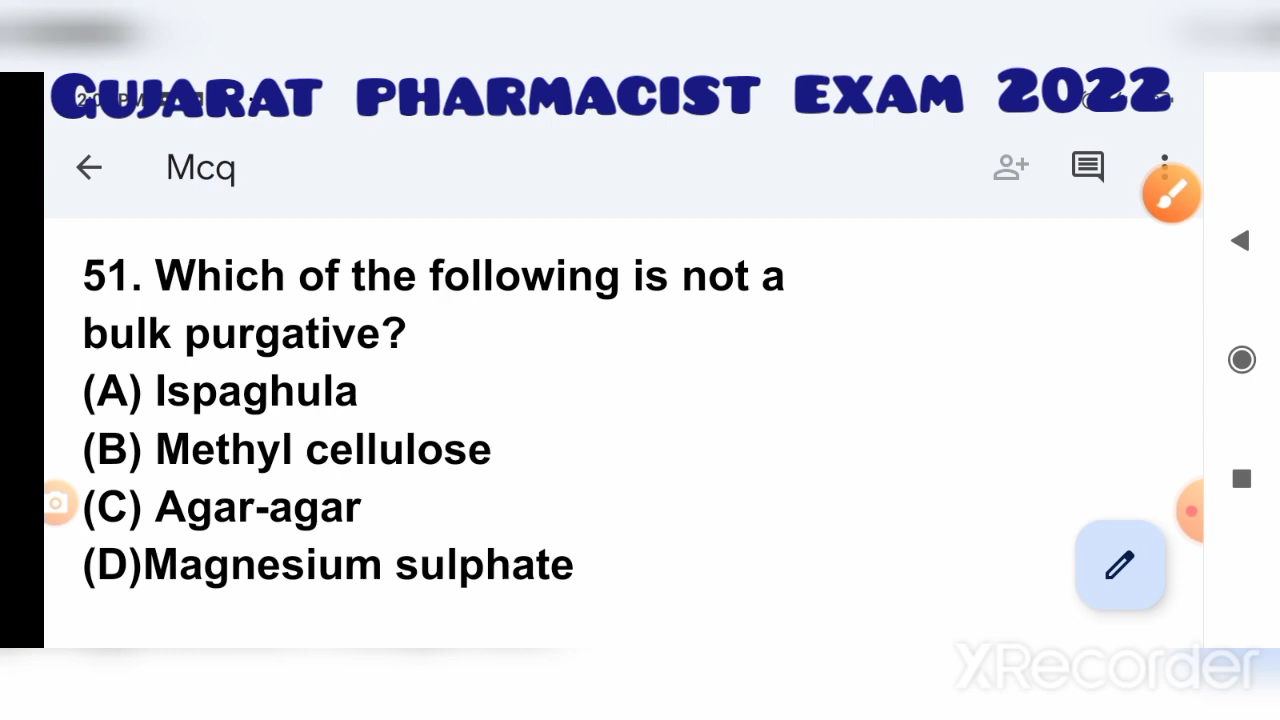 GUJARAT PHARMACIST EXAM 2022
Mcq
51. Which of the following is not a
bulk purgative?
(A) Ispaghula
(B) Methyl cellulose
(C) Agar-agar
(D)Magnesium sulphate
XRecorder